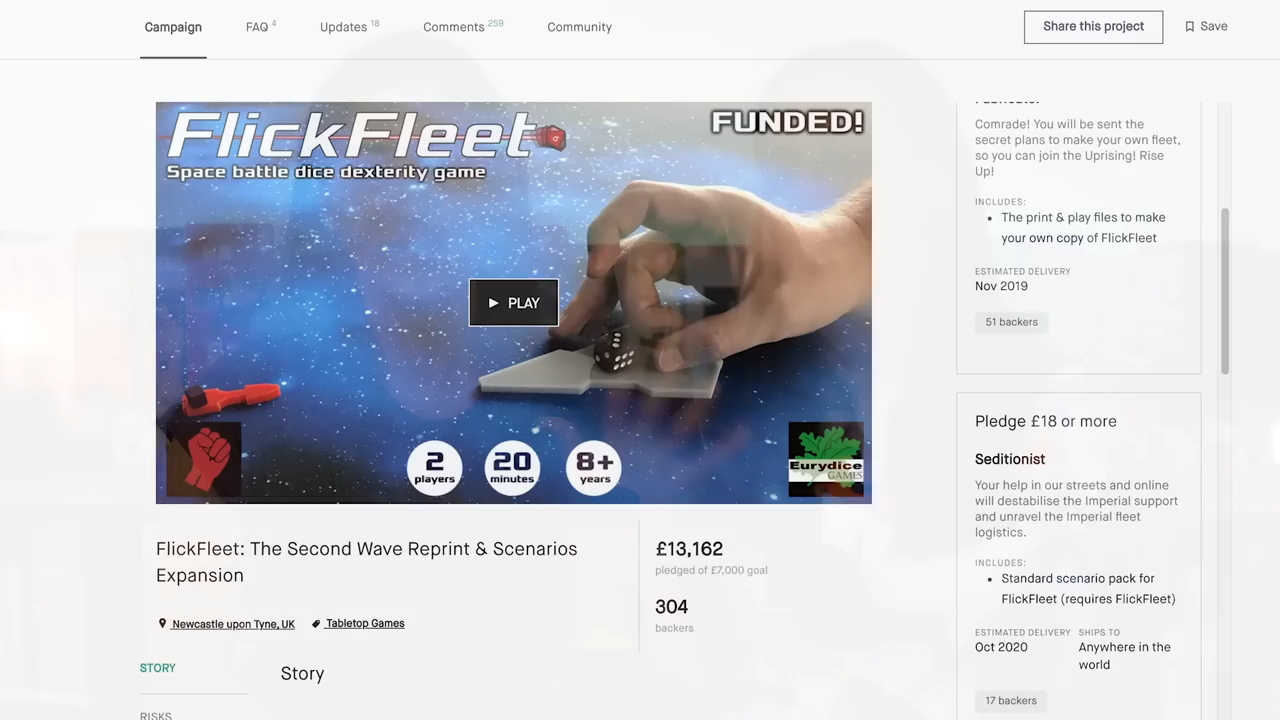 Campaign
FAQ 4
Updates 18
Comments 259
Community
Share this project
Save
FlickFleet
Space battle dice dexterity game
FUNDED!
PLAY
2
players
20
minutes
8+
years
Eurydice
GAMES
FlickFleet: The Second Wave Reprint & Scenarios
Expansion
Newcastle upon Tyne, UK
Tabletop Games
£13,162
pledged of £7,000 goal
304
backers
STORY
Story
RISKS
Comrade! You will be sent the
secret plans to make your own fleet,
so you can join the Uprising! Rise
Up!
INCLUDES:
• The print & play files to make
your own copy of FlickFleet
ESTIMATED DELIVERY
Nov 2019
51 backers
Pledge £18 or more
Seditionist
Your help in our streets and online
will destabilise the Imperial support
and unravel the Imperial fleet
logistics.
INCLUDES:
• Standard scenario pack for
FlickFleet (requires FlickFleet)
ESTIMATED DELIVERY
Oct 2020
SHIPS TO
Anywhere in the
world
17 backers